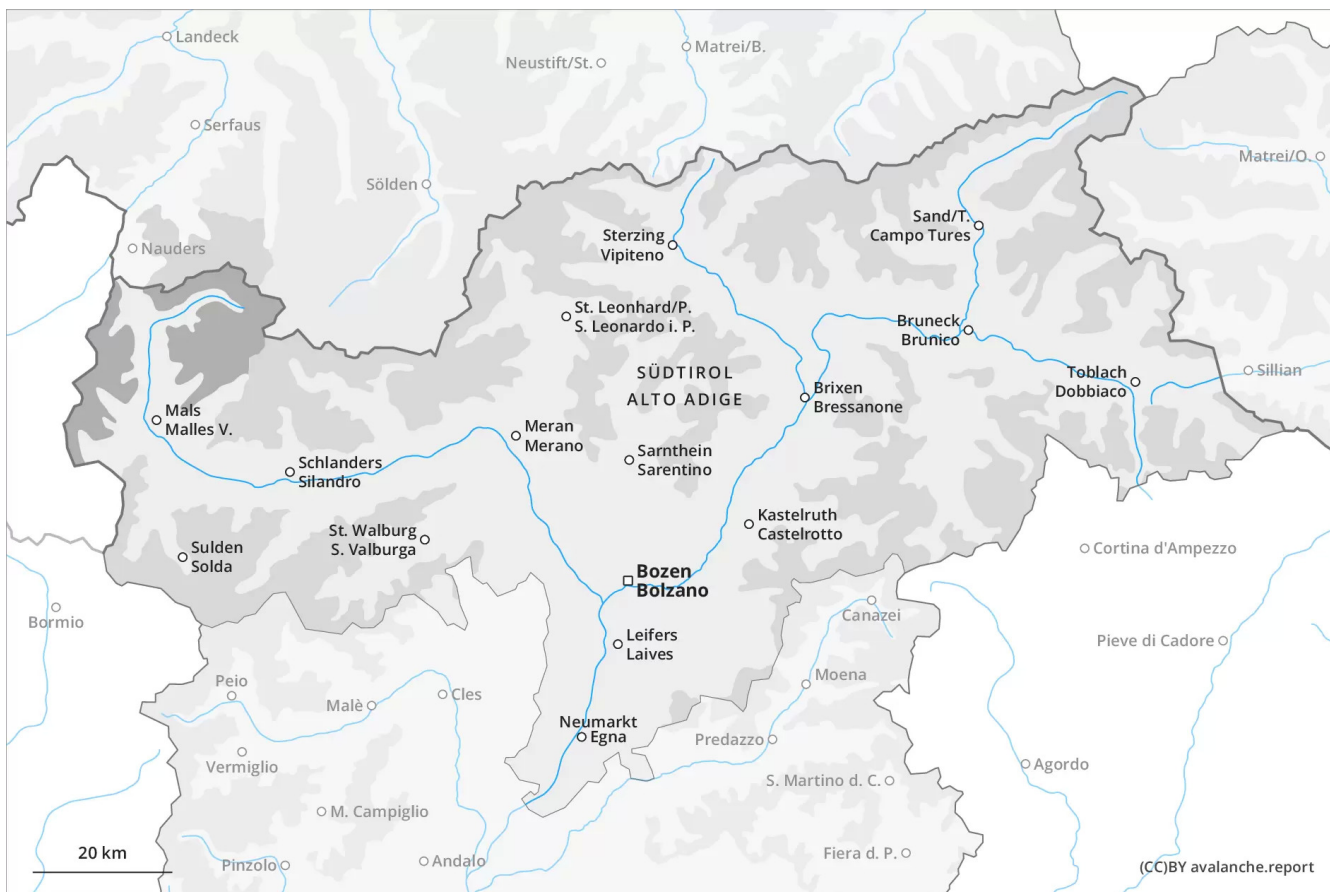 Landeck
Matrei/B.
Neustift/St.
Serfaus
Matrei/O.
Sölden
Sand/T.
Campo Tures
Sterzing
Vipiteno
Nauders
St. Leonhard/P.
S. Leonardo i. P.
Bruneck
Brunico
SÜDTIROL
ALTO ADIGE
Toblach
Dobbiaco
Sillian
Brixen
Bressanone
Mals
Malles V.
Meran
Merano
Sarnthein
Sarentino
Schlanders
Silandro
Kastelruth
Castelrotto
St. Walburg
S. Valburga
Sulden
Solda
Cortina d'Ampezzo
Bozen
Bolzano
Bormio
Canazei
Leifers
Laives
Pieve di Cadore
Moena
Peio
Malè
Cles
Neumarkt
Egna
Predazzo
Vermiglio
Agordo
S. Martino d. C.
M. Campiglio
20 km
Fiera d. P.
Andalo
Pinzolo
(CC)BY avalanche.report